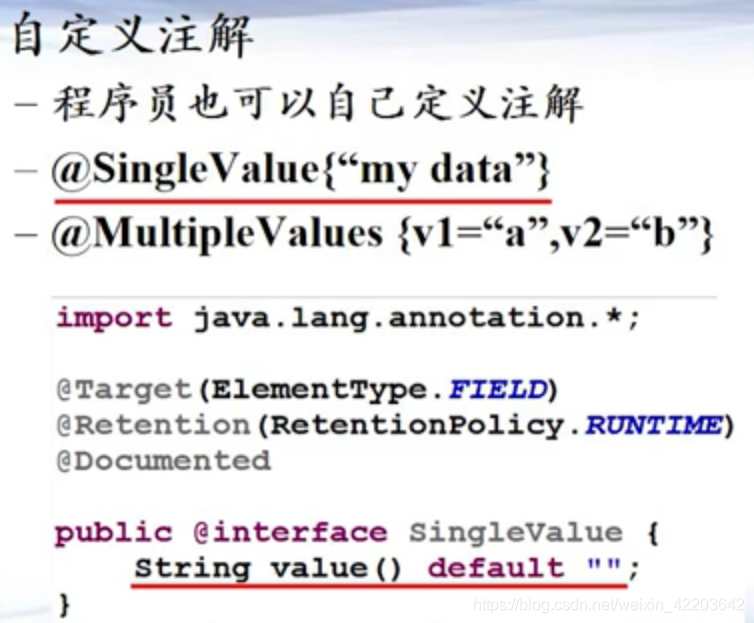 自定义注解
– 程序员也可以自己定义注解
– @SingleValue{“my data”}
– @MultipleValues {v1=“a”,v2=“b”}
import java.lang.annotation.*;
@Target(ElementType.FIELD)
@Retention(RetentionPolicy.RUNTIME)
@Documented
public @interface SingleValue {
String value() default "";
}
https://blog.csdn.net/weixin_42203642